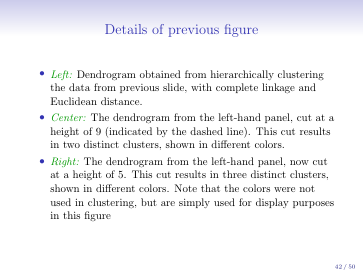 Details of previous figure
• Left: Dendrogram obtained from hierarchically clustering
the data from previous slide, with complete linkage and
Euclidean distance.
• Center: The dendrogram from the left-hand panel, cut at a
height of 9 (indicated by the dashed line). This cut results
in two distinct clusters, shown in different colors.
• Right: The dendrogram from the left-hand panel, now cut
at a height of 5. This cut results in three distinct clusters,
shown in different colors. Note that the colors were not
used in clustering, but are simply used for display purposes
in this figure
42 / 50